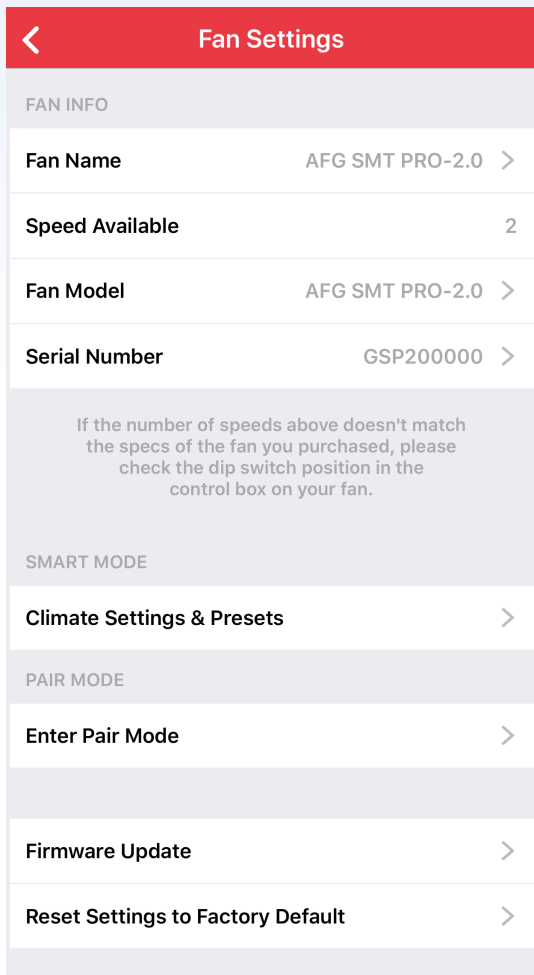 Fan Settings
FAN INFO
Fan Name AFG SMT PRO-2.0
Speed Available 2
Fan Model AFG SMT PRO-2.0
Serial Number GSP200000
If the number of speeds above doesn't match
the specs of the fan you purchased, please
check the dip switch position in the
control box on your fan.
SMART MODE
Climate Settings & Presets
PAIR MODE
Enter Pair Mode
Firmware Update
Reset Settings to Factory Default